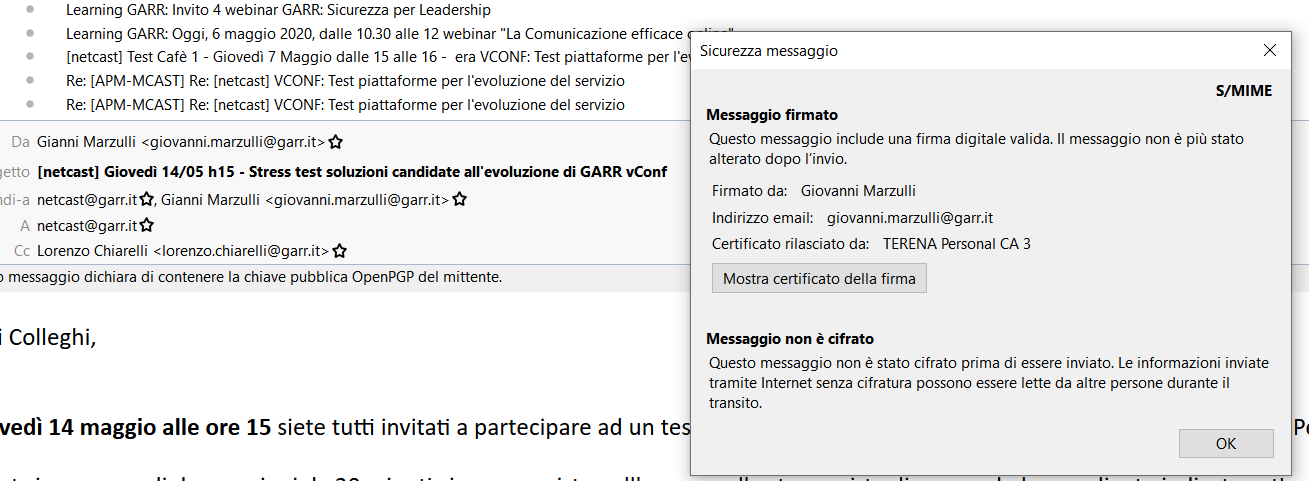 Learning GARR: Invito 4 webinar GARR: Sicurezza per Leadership
Learning GARR: Oggi, 6 maggio 2020, dalle 10.30 alle 12 webinar "La Comunicazione efficace online"
[netcast] Test Cafè 1 - Giovedì 7 Maggio dalle 15 alle 16 - era VCONF: Test piattaforme per l'e
Re: [APM-MCAST] Re: [netcast] VCONF: Test piattaforme per l'evoluzione del servizio
Re: [APM-MCAST] Re: [netcast] VCONF: Test piattaforme per l'evoluzione del servizio
Da Gianni Marzulli <giovanni.marzulli@garr.it>
getto [netcast] Giovedì 14/05 h15 - Stress test soluzioni candidate all'evoluzione di GARR vConf
ndi-a netcast@garr.it, Gianni Marzulli <giovanni.marzulli@garr.it>
A netcast@garr.it
Cc Lorenzo Chiarelli <lorenzo.chiarelli@garr.it>
o messaggio dichiara di contenere la chiave pubblica OpenPGP del mittente.
i Colleghi,
vedì 14 maggio alle ore 15 siete tutti invitati a partecipare ad un tes
Pe
Sicurezza messaggio
S/MIME
Messaggio firmato
Questo messaggio include una firma digitale valida. Il messaggio non è più stato
alterato dopo l'invio.
Firmato da: Giovanni Marzulli
Indirizzo email: giovanni.marzulli@garr.it
Certificato rilasciato da: TERENA Personal CA 3
Mostra certificato della firma
Messaggio non è cifrato
Questo messaggio non è stato cifrato prima di essere inviato. Le informazioni inviate
tramite Internet senza cifratura possono essere lette da altre persone durante il
transito.
OK